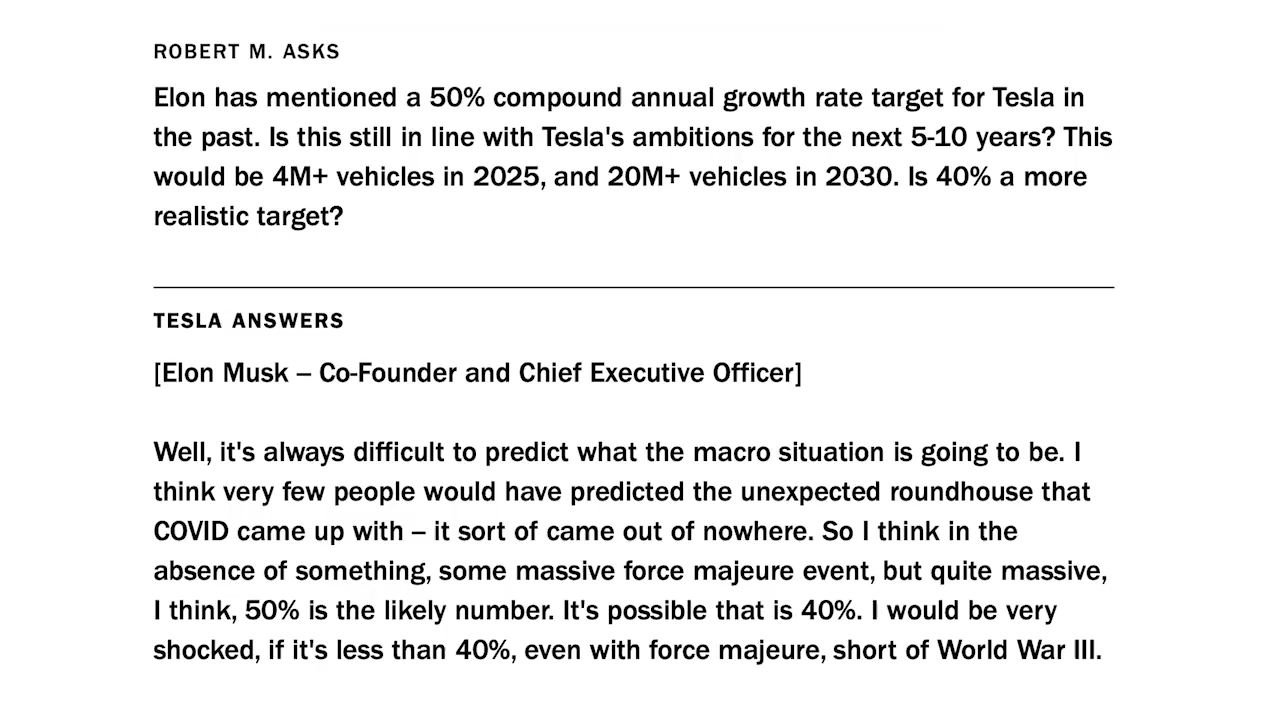 ROBERT M. ASKS
Elon has mentioned a 50% compound annual growth rate target for Tesla in
the past. Is this still in line with Tesla's ambitions for the next 5-10 years? This
would be 4M+ vehicles in 2025, and 20M+ vehicles in 2030. Is 40% a more
realistic target?
TESLA ANSWERS
[Elon Musk – Co-Founder and Chief Executive Officer]
Well, it's always difficult to predict what the macro situation is going to be. I
think very few people would have predicted the unexpected roundhouse that
COVID came up with – it sort of came out of nowhere. So I think in the
absence of something, some massive force majeure event, but quite massive,
I think, 50% is the likely number. It's possible that is 40%. I would be very
shocked, if it's less than 40%, even with force majeure, short of World War III.